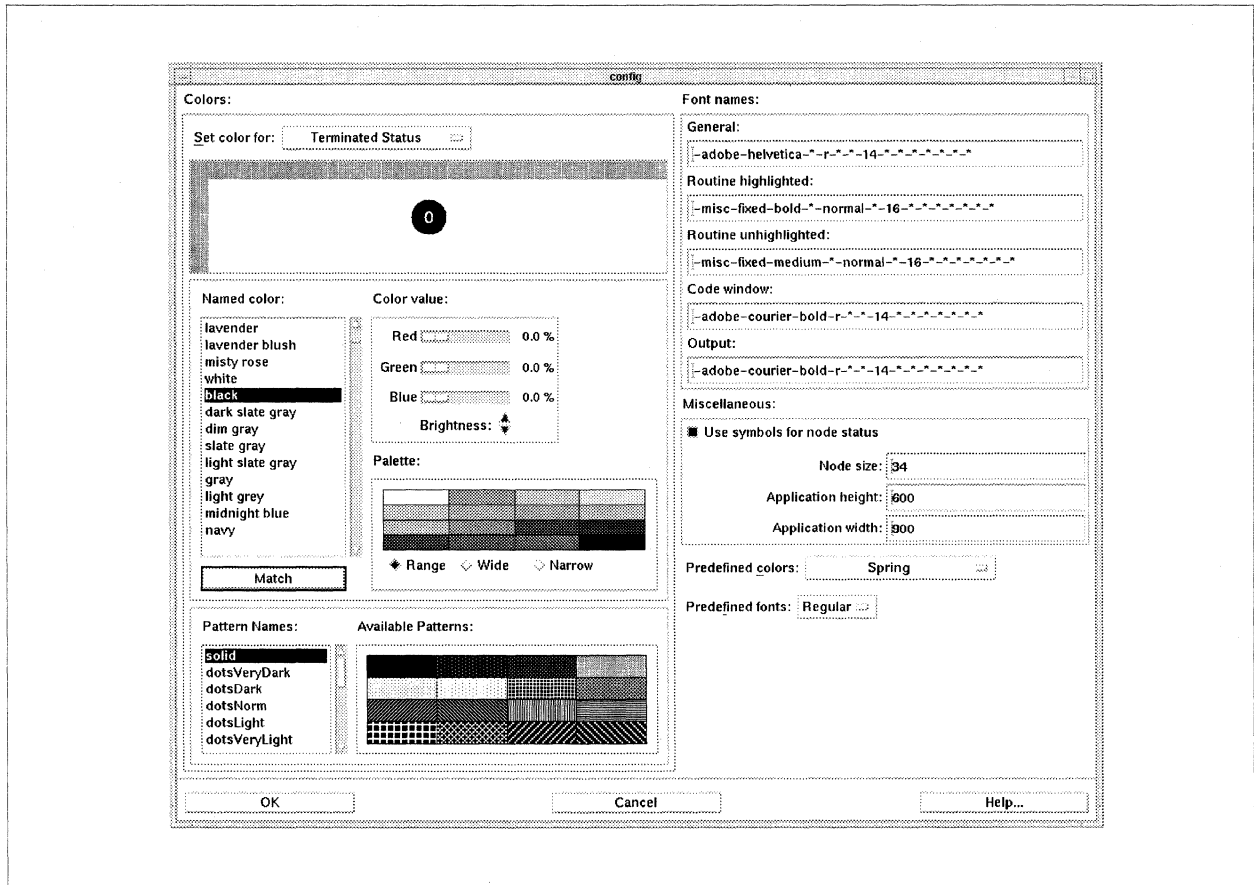 config
Colors:
Set color for: Terminated Status
0
Named color:
lavender
lavender blush
misty rose
white
black
dark slate gray
dim gray
slate gray
light slate gray
gray
light grey
midnight blue
navy
Match
Color value:
Red 0.0 %
Green 0.0 %
Blue 0.0 %
Brightness:
Palette:
Range Wide Narrow
Pattern Names:
solid
dotsVeryDark
dotsDark
dotsNorm
dotsLight
dotsVeryLight
Available Patterns:
Font names:
General:
-adobe-helvetica-*-r-*-*-14-*-*-*-*-*-*-*
Routine highlighted:
-misc-fixed-bold-*-normal-*-16-*-*-*-*-*-*-*
Routine unhighlighted:
-misc-fixed-medium-*-normal-*-16-*-*-*-*-*-*-*
Code window:
-adobe-courier-bold-r-*-*-14-*-*-*-*-*-*-*
Output:
-adobe-courier-bold-r-*-*-14-*-*-*-*-*-*-*
Miscellaneous:
Use symbols for node status
Node size: 34
Application height: 600
Application width: 900
Predefined colors: Spring
Predefined fonts: Regular
OK
Cancel
Help...